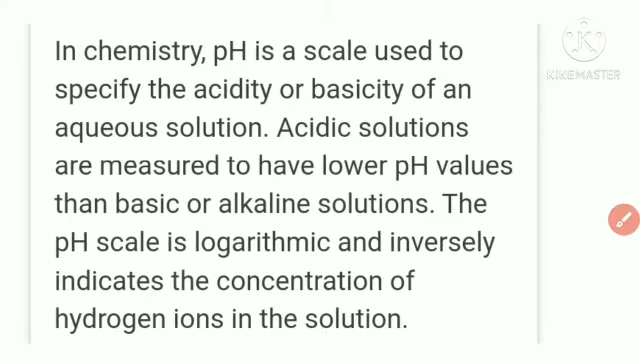 In chemistry, pH is a scale used to
specify the acidity or basicity of an
aqueous solution. Acidic solutions
are measured to have lower pH values
than basic or alkaline solutions. The
pH scale is logarithmic and inversely
indicates the concentration of
hydrogen ions in the solution.
K
KINEMASTER